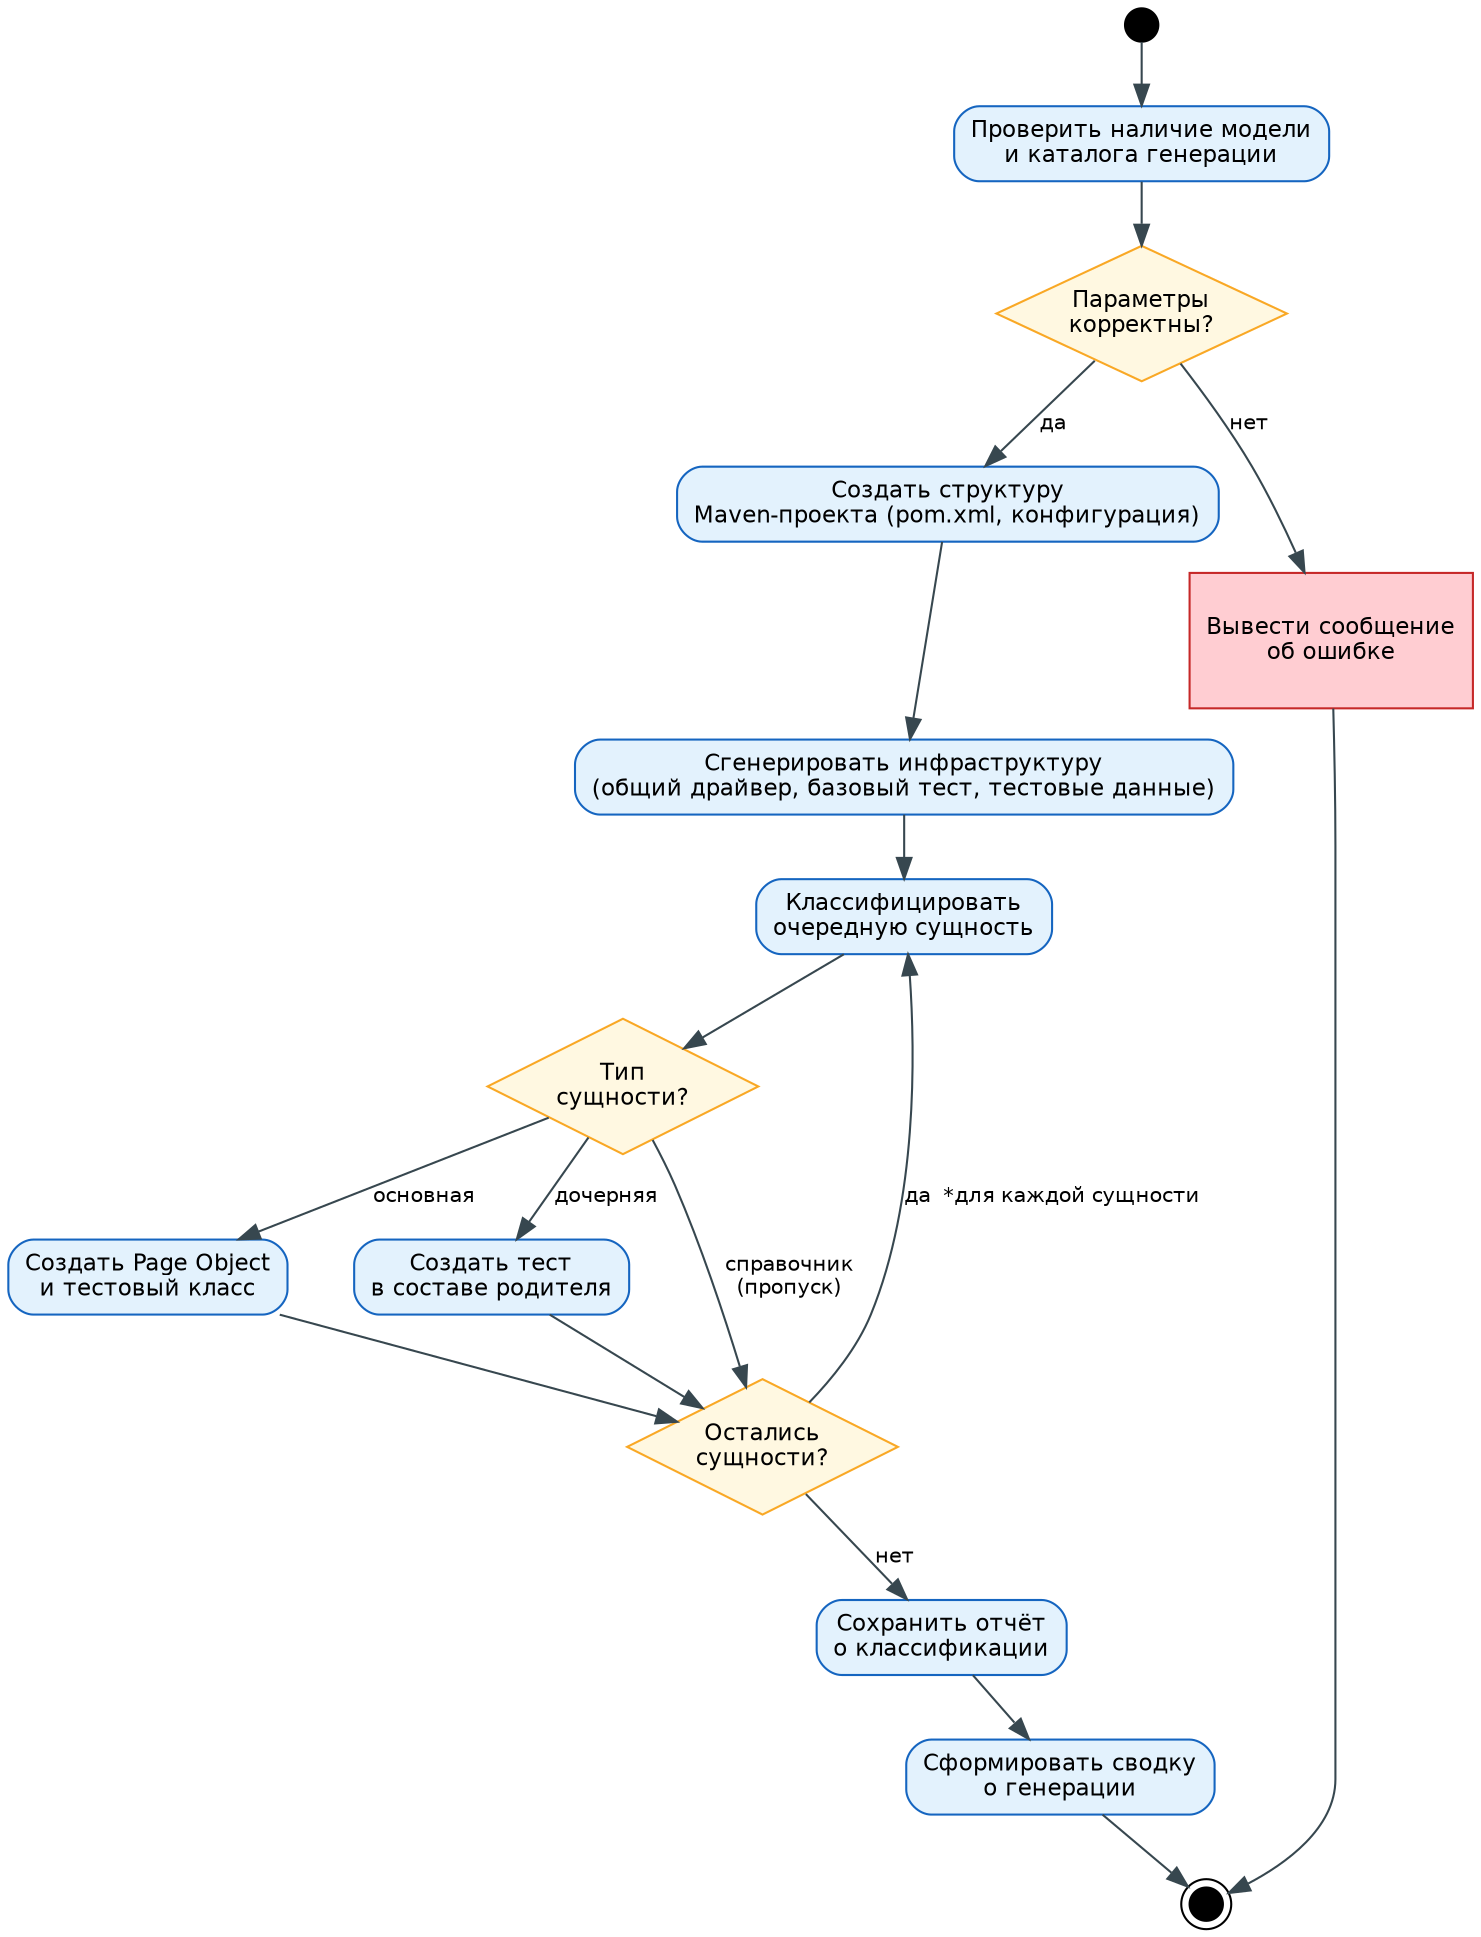 Проверить наличие модели
и каталога генерации
Параметры
корректны?
да
нет
Создать структуру
Maven-проекта (pom.xml, конфигурация)
Вывести сообщение
об ошибке
Сгенерировать инфраструктуру
(общий драйвер, базовый тест, тестовые данные)
Классифицировать
очередную сущность
Тип
сущности?
основная
дочерняя
да  *для каждой сущности
справочник
(пропуск)
Создать Page Object
и тестовый класс
Создать тест
в составе родителя
Остались
сущности?
нет
Сохранить отчёт
о классификации
Сформировать сводку
о генерации